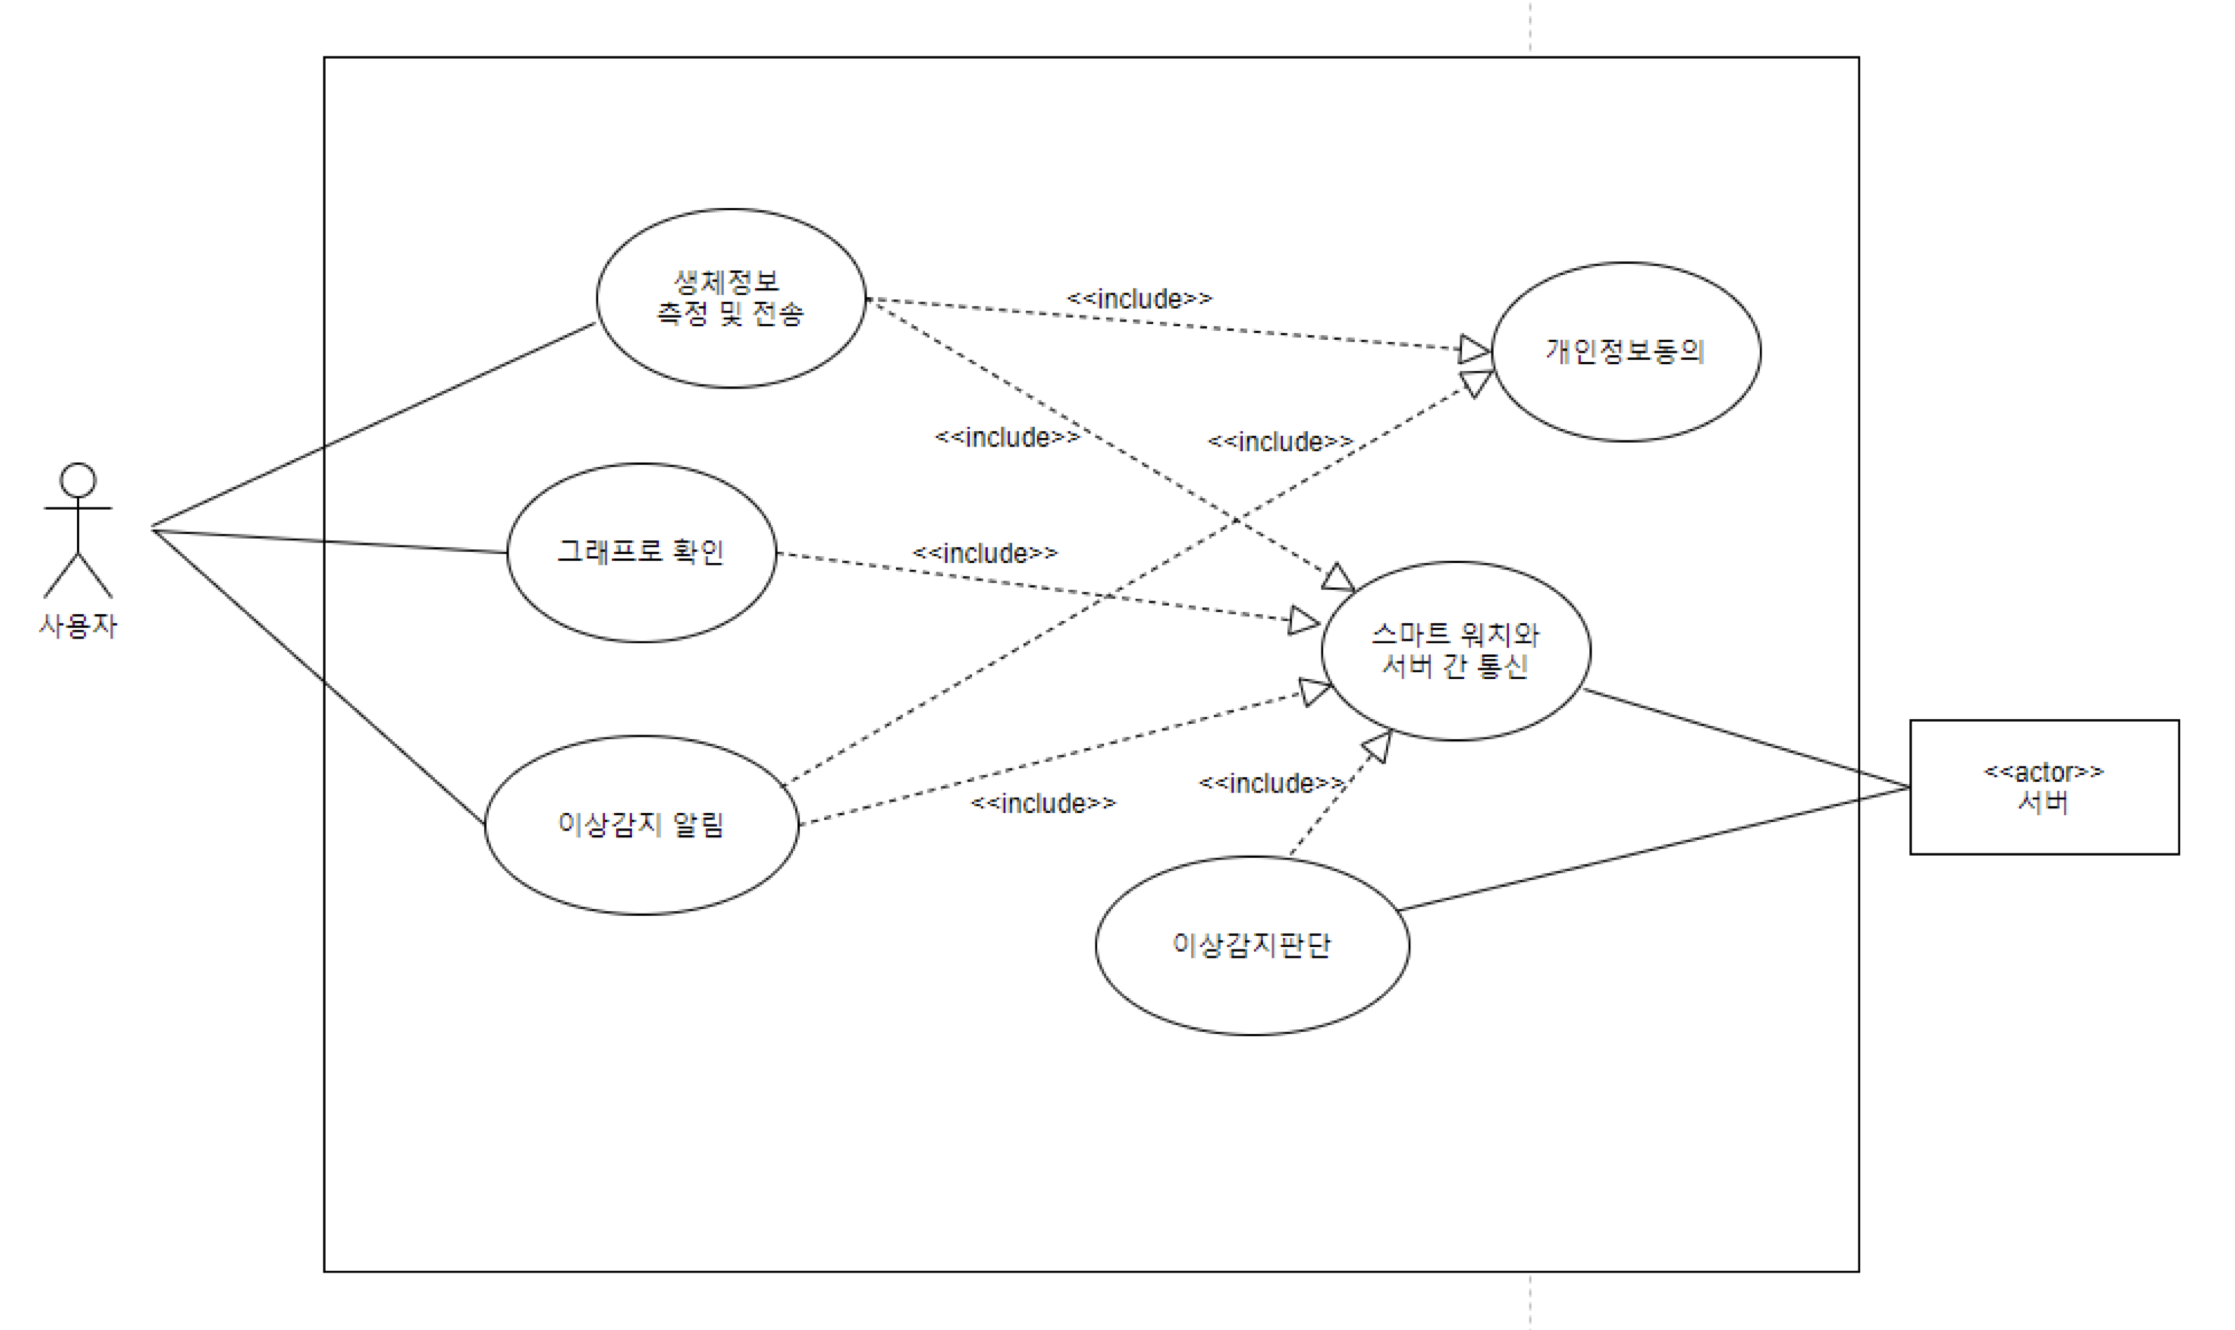 생체정보
측정 및 전송
<<include>>
개인정보동의
<<include>>
<<include>>
사용자
그래프로 확인
<<include>>
스마트 워치와
서버 간 통신
이상감지 알림
<<include>>
<<include>>
<<actor>>
서버
이상감지판단